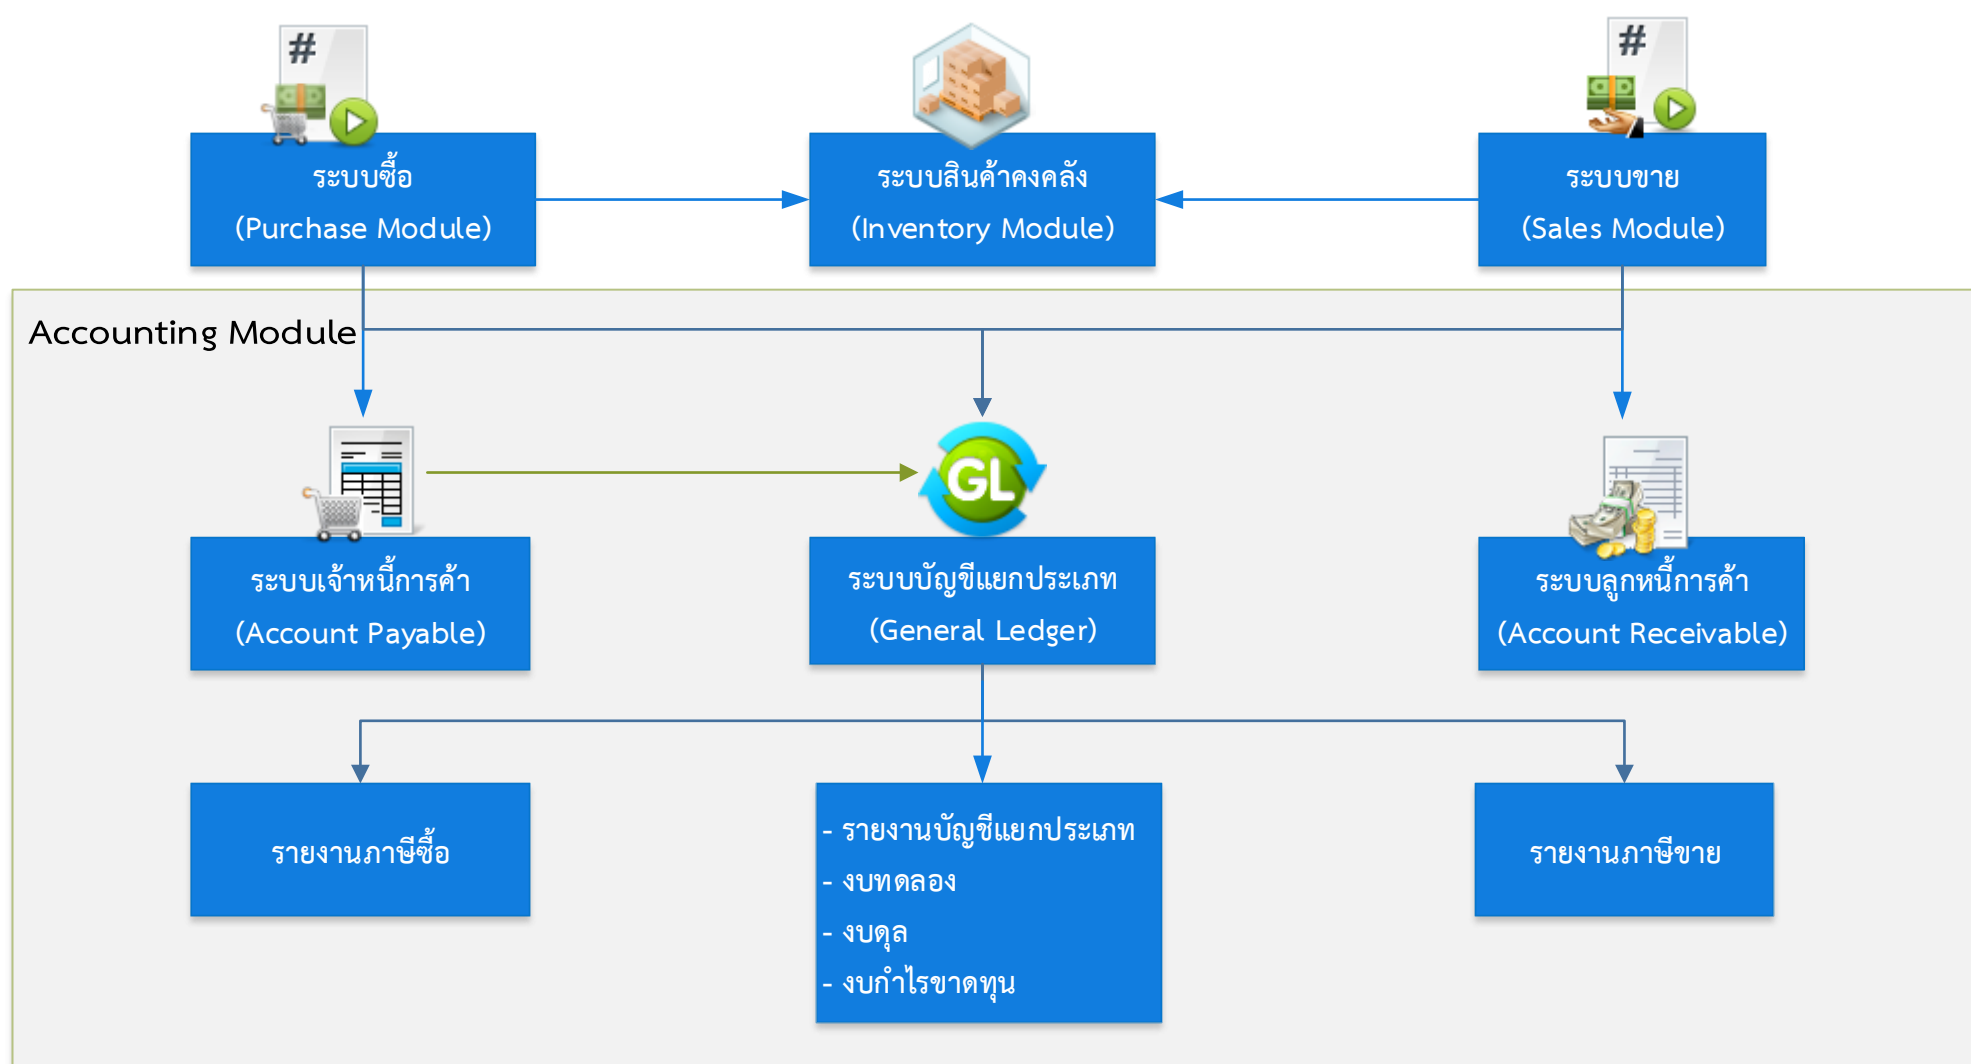 #
#
ระบบซื้อ
(Purchase Module)
ระบบสินค้าคงคลัง
(Inventory Module)
ระบบขาย
(Sales Module)
Accounting Module
GL
ระบบเจ้าหนี้การค้า
(Account Payable)
ระบบบัญชีแยกประเภท
(General Ledger)
ระบบลูกหนี้การค้า
(Account Receivable)
รายงานภาษีซื้อ
- รายงานบัญชีแยกประเภท
- งบทดลอง
- งบดุล
- งบกำไรขาดทุน
รายงานภาษีขาย